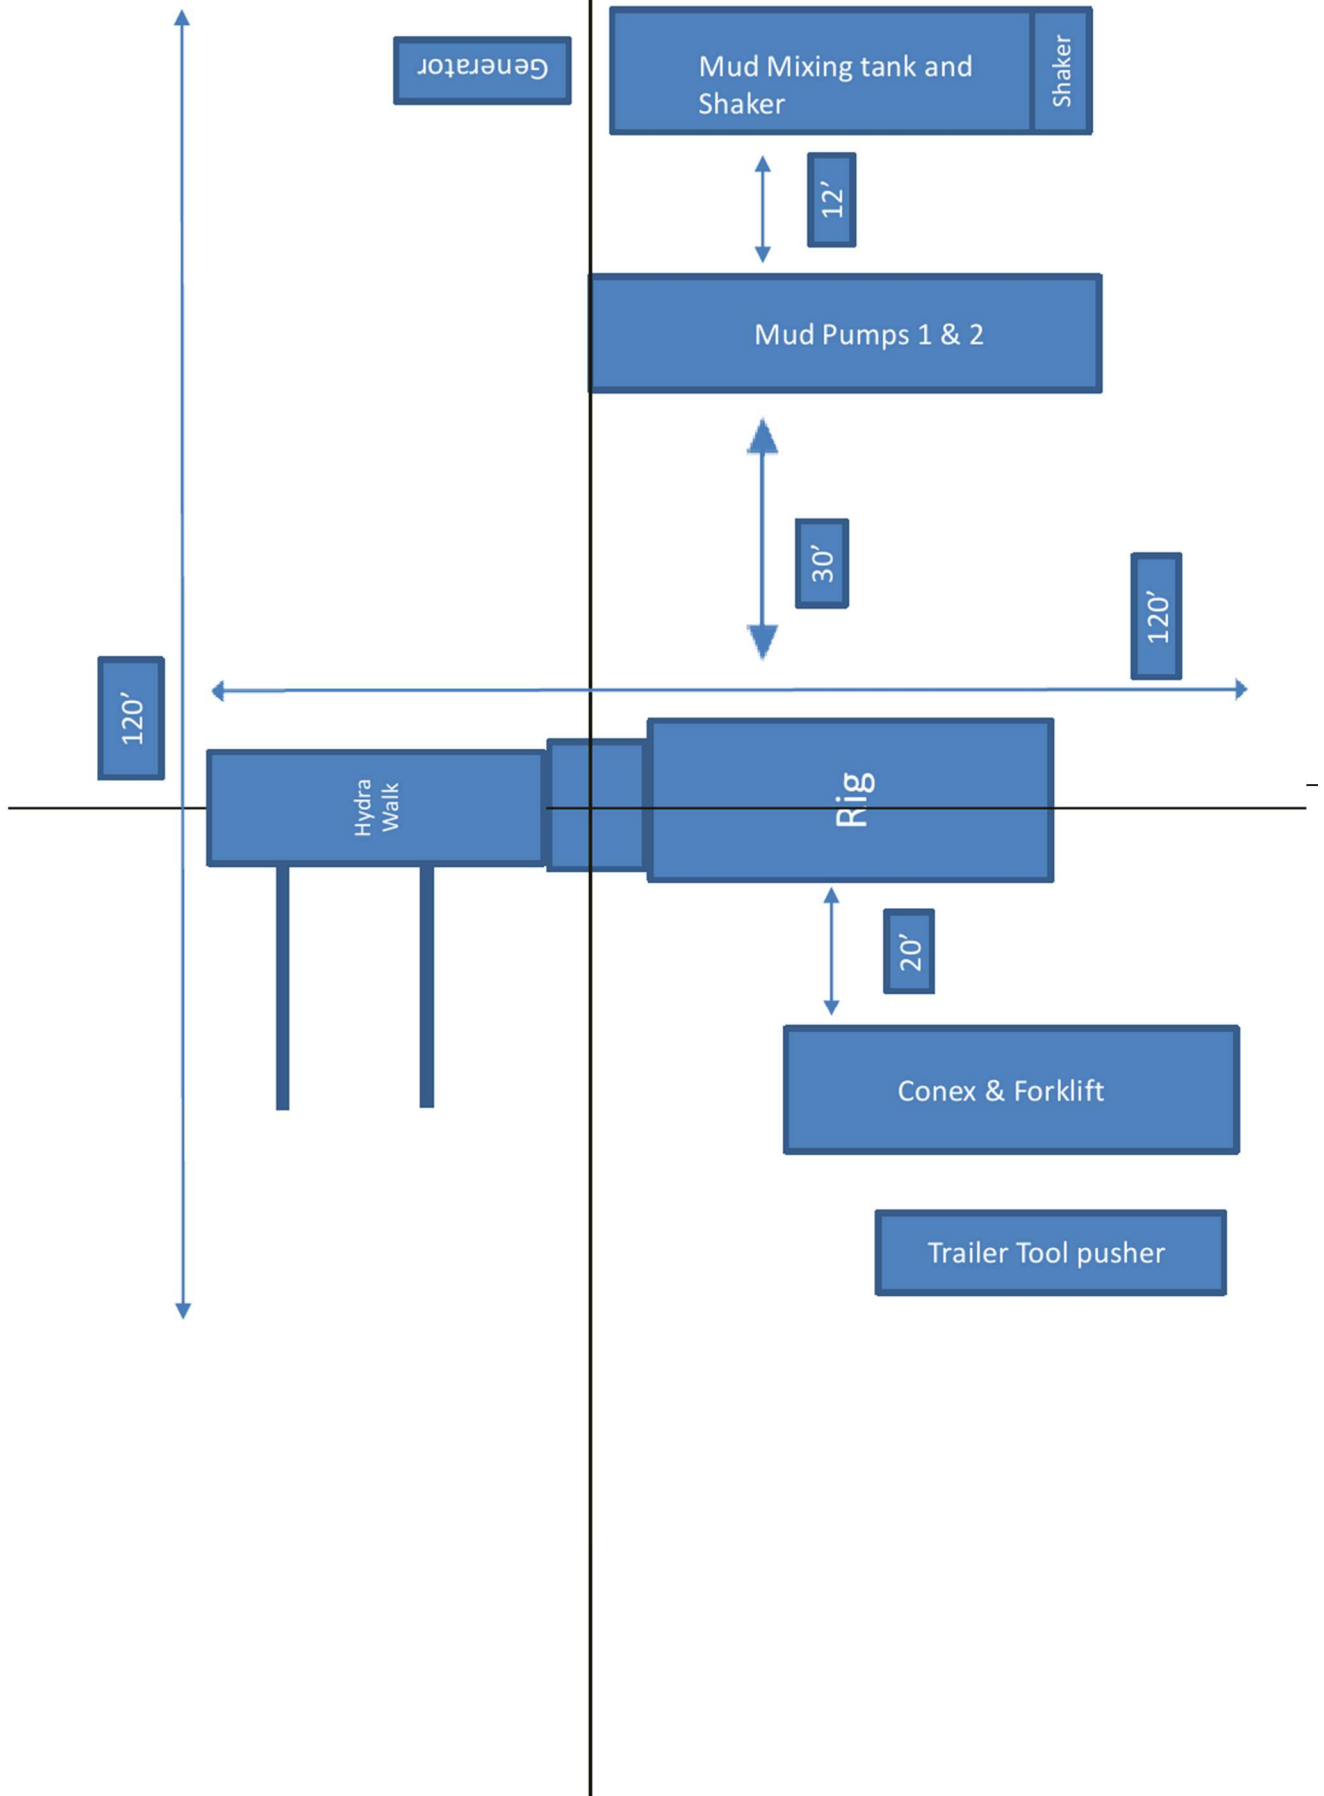 Generator
Mud Mixing tank and
Shaker
Shaker
12’
Mud Pumps 1 & 2
30’
120’
120’
Hydra
Walk
Rig
20’
Conex & Forklift
Trailer Tool pusher